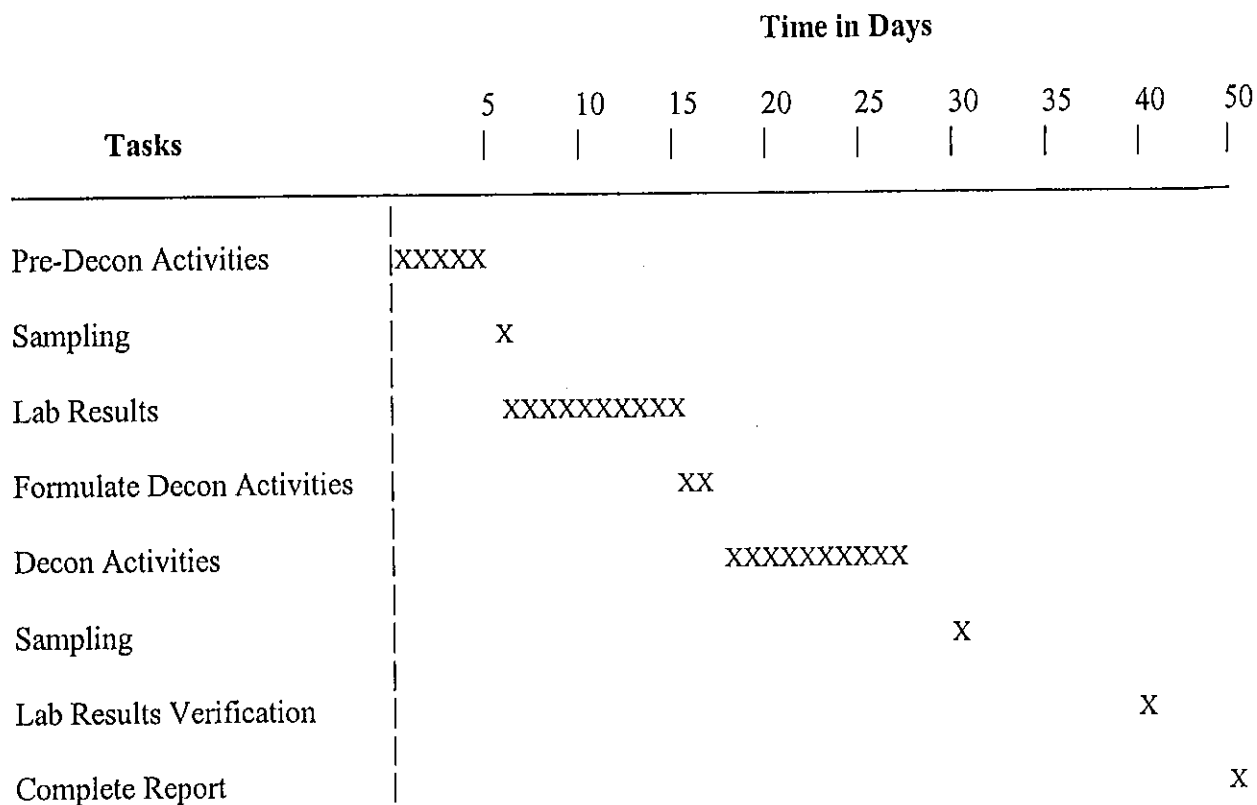 Time in Days
5 10 15 20 25 30 35 40 50
Tasks | | | | | | | | |
Pre-Decon Activities XXXXX
Sampling X
Lab Results XXXXXXXXXX
Formulate Decon Activities XX
Decon Activities XXXXXXXXXX
Sampling X
Lab Results Verification X
Complete Report X